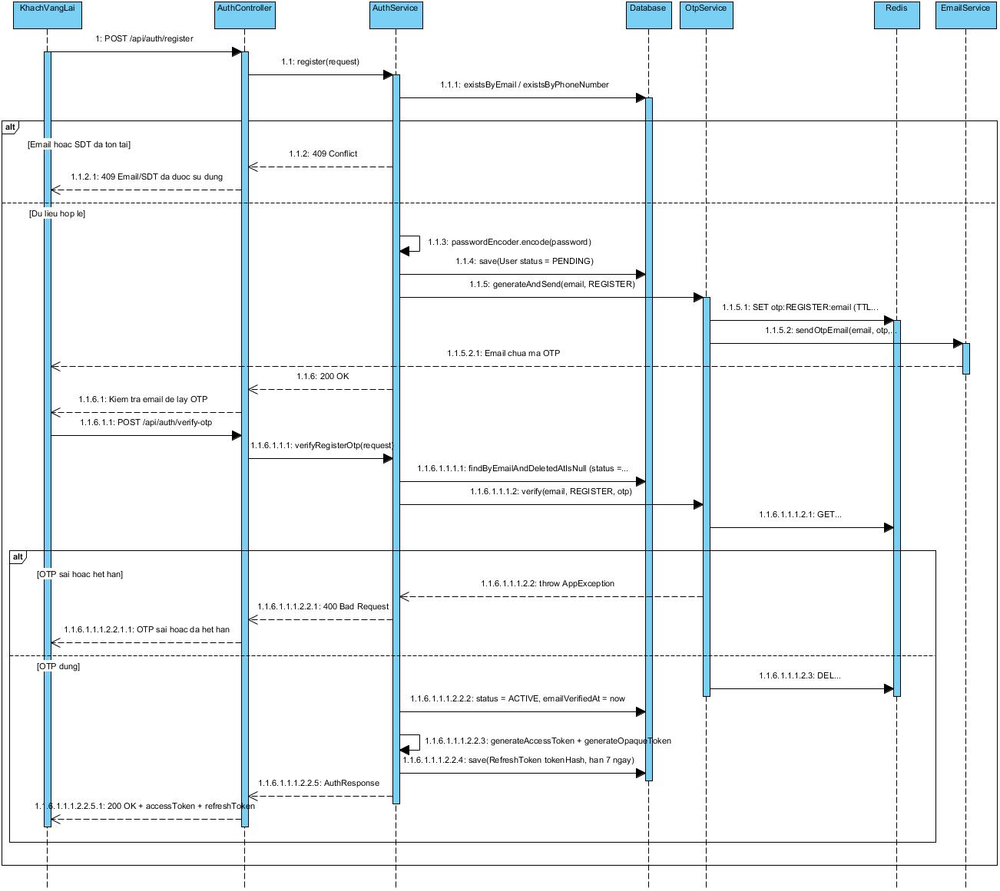 KhachVangLai
AuthController
AuthService
Database
OtpService
Redis
EmailService
1: POST /api/auth/register
1.1: register(request)
1.1.1: existsByEmail / existsByPhoneNumber
alt
[Email hoac SDT da ton tai]
1.1.2: 409 Conflict
1.1.2.1: 409 Email/SDT da duoc su dung
[Du lieu hop le]
1.1.3: passwordEncoder.encode(password)
1.1.4: save(User status = PENDING)
1.1.5: generateAndSend(email, REGISTER)
1.1.5.1: SET otp:REGISTER:email (TTL...
1.1.5.2: sendOtpEmail(email, otp,...
1.1.5.2.1: Email chua ma OTP
1.1.6: 200 OK
1.1.6.1: Kiem tra email de lay OTP
1.1.6.1.1: POST /api/auth/verify-otp
1.1.6.1.1.1: verifyRegisterOtp(request)
1.1.6.1.1.1.1: findByEmailAndDeletedAtIsNull (status =...
1.1.6.1.1.1.2: verify(email, REGISTER, otp)
1.1.6.1.1.1.2.1: GET...
alt
[OTP sai hoac het han]
1.1.6.1.1.1.2.2: throw AppException
1.1.6.1.1.1.2.2.1: 400 Bad Request
1.1.6.1.1.1.2.2.1.1: OTP sai hoac da het han
[OTP dung]
1.1.6.1.1.1.2.3: DEL...
1.1.6.1.1.1.2.2.2: status = ACTIVE, emailVerifiedAt = now
1.1.6.1.1.1.2.2.3: generateAccessToken + generateOpaqueToken
1.1.6.1.1.1.2.2.4: save(RefreshToken tokenHash, han 7 ngay)
1.1.6.1.1.1.2.2.5: AuthResponse
1.1.6.1.1.1.2.2.5.1: 200 OK + accessToken + refreshToken